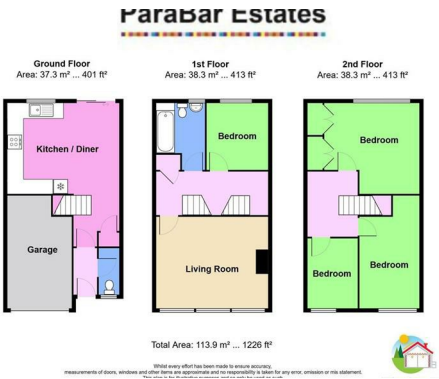 ParaBar Estates
Ground Floor
Area: 37.3 m² ... 401 ft²
1st Floor
Area: 38.3 m² ... 413 ft²
2nd Floor
Area: 38.3 m² ... 413 ft²
Kitchen / Diner
Garage
Bedroom
Living Room
Bedroom
Bedroom
Bedroom
Total Area: 113.9 m² ... 1226 ft²
Whilst every effort has been made to ensure accuracy,
measurements of doors, windows and other items are approximate and no responsibility is taken for any error, omission or mis statement.